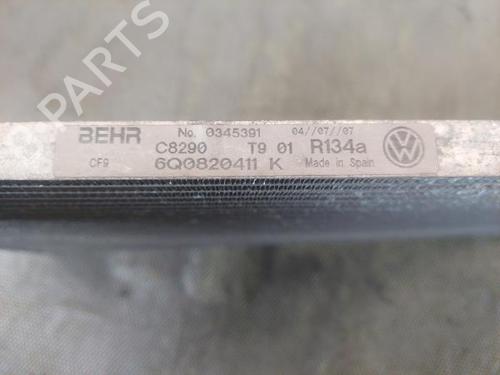 BEHR No. 0345391 04//07//07
C8290 T9 01 R134a
CF9 6Q0820411 K Made in Spain
B-PARTS